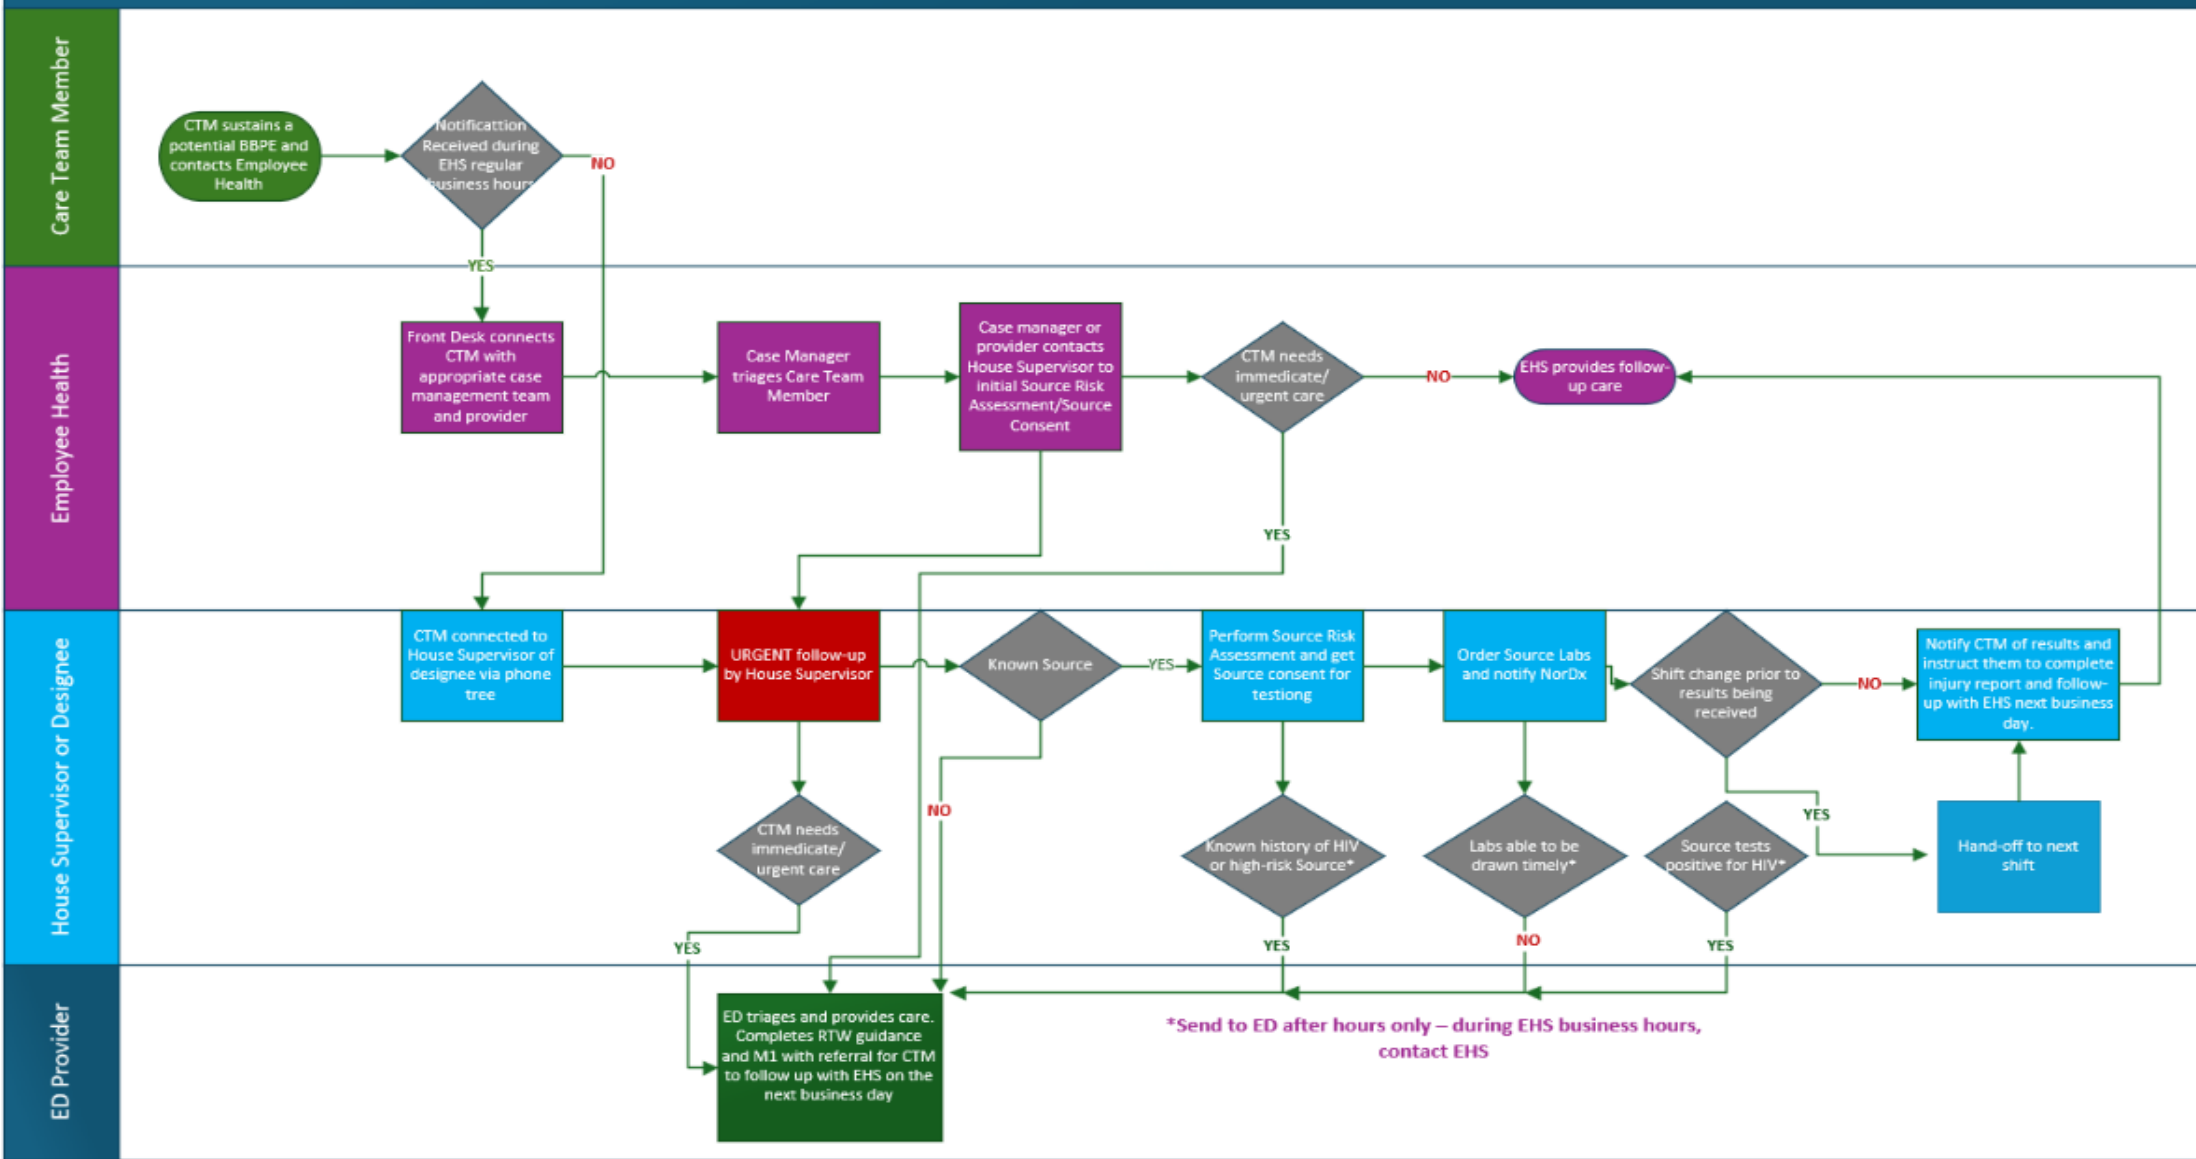 Care Team Member
CTM sustains a
potential BBPE and
contacts Employee
Health
Notificattion
Received during
EHS regular
business hours
NO
YES
Employee Health
Front Desk connects
CTM with
appropriate case
management team
and provider
Case Manager
triages Care Team
Member
Case manager or
provider contacts
House Supervisor to
initial Source Risk
Assessment/Source
Consent
CTM needs
immedicate/
urgent care
NO
EHS provides follow-
up care
YES
House Supervisor or Designee
CTM connected to
House Supervisor of
designee via phone
tree
URGENT follow-up
by House Supervisor
Known Source
YES
Perform Source Risk
Assessment and get
Source consent for
testiong
Order Source Labs
and notify NorDx
Shift change prior to
results being
received
NO
Notify CTM of results and
instruct them to complete
injury report and follow-
up with EHS next business
day.
CTM needs
immedicate/
urgent care
NO
Known history of HIV
or high-risk Source*
Labs able to be
drawn timely*
Source tests
positive for HIV*
YES
Hand-off to next
shift
YES
YES
NO
YES
ED Provider
ED triages and provides care.
Completes RTW guidance
and M1 with referral for CTM
to follow up with EHS on the
next business day
*Send to ED after hours only – during EHS business hours,
contact EHS